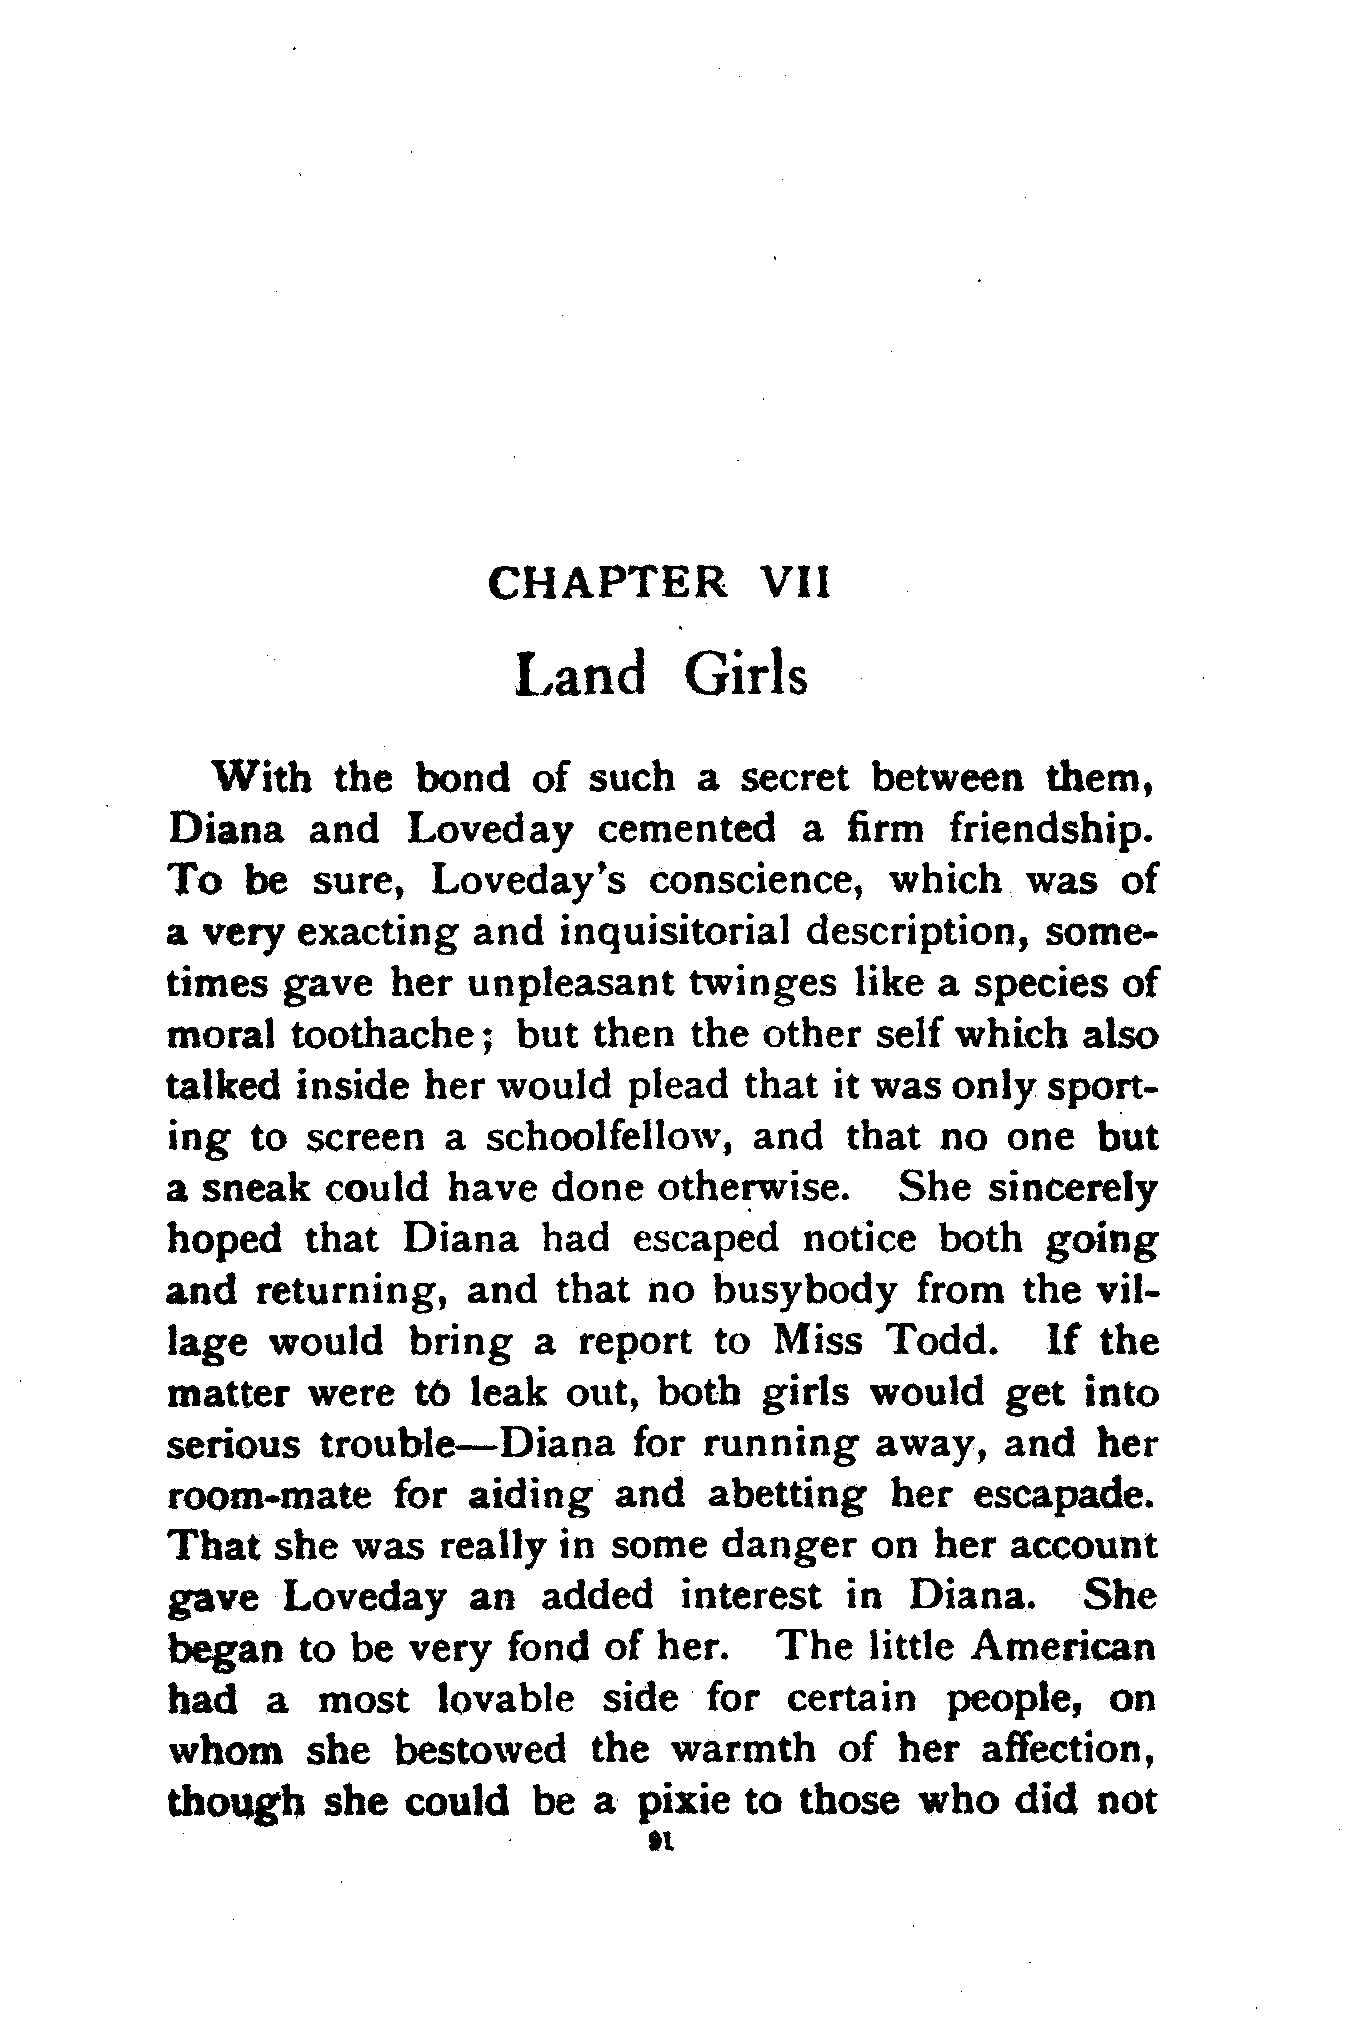 CHAPTER VII
Land Girls
With the bond of such a secret between them,
Diana and Loveday cemented a firm friendship.
To be sure, Loveday's conscience, which was of
a very exacting and inquisitorial description, some-
times gave her unpleasant twinges like a species of
moral toothache; but then the other self which also
talked inside her would plead that it was only sport-
ing to screen a schoolfellow, and that no one but
a sneak could have done otherwise. She sincerely
hoped that Diana had escaped notice both going
and returning, and that no busybody from the vil-
lage would bring a report to Miss Todd. If the
matter were to leak out, both girls would get into
serious trouble—Diana for running away, and her
room-mate for aiding and abetting her escapade.
That she was really in some danger on her account
gave Loveday an added interest in Diana. She
began to be very fond of her. The little American
had a most lovable side for certain people, on
whom she bestowed the warmth of her affection,
though she could be a pixie to those who did not
91